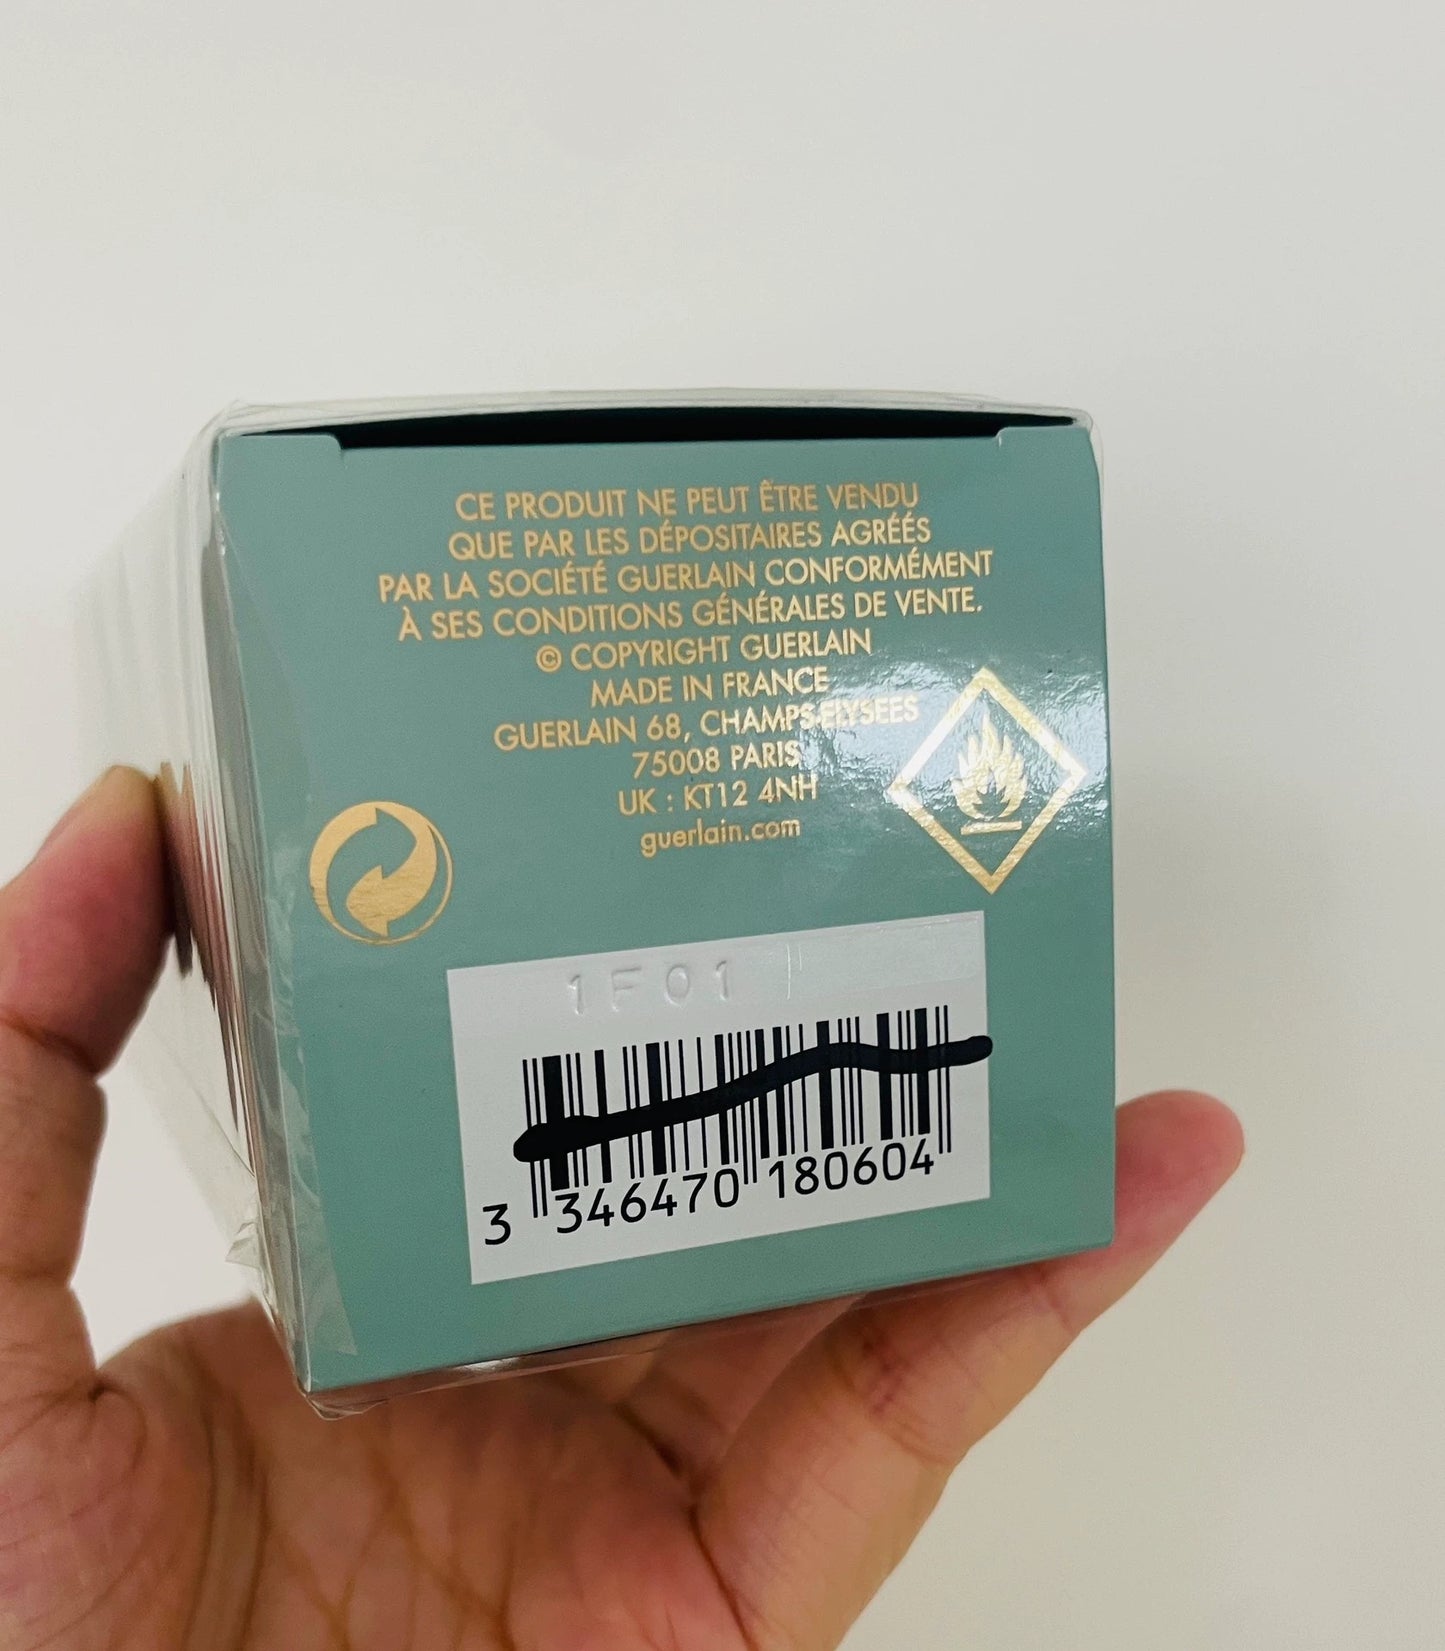 CE PRODUIT NE PEUT ÊTRE VENDU
QUE PAR LES DÉPOSITAIRES AGRÉÉS
PAR LA SOCIÉTÉ GUERLAIN CONFORMÉMENT
À SES CONDITIONS GÉNÉRALES DE VENTE.
© COPYRIGHT GUERLAIN
MADE IN FRANCE
GUERLAIN 68, CHAMPS-ELYSEES
75008 PARIS
UK : KT12 4NH
guerlain.com
1F01
3 346470 180604